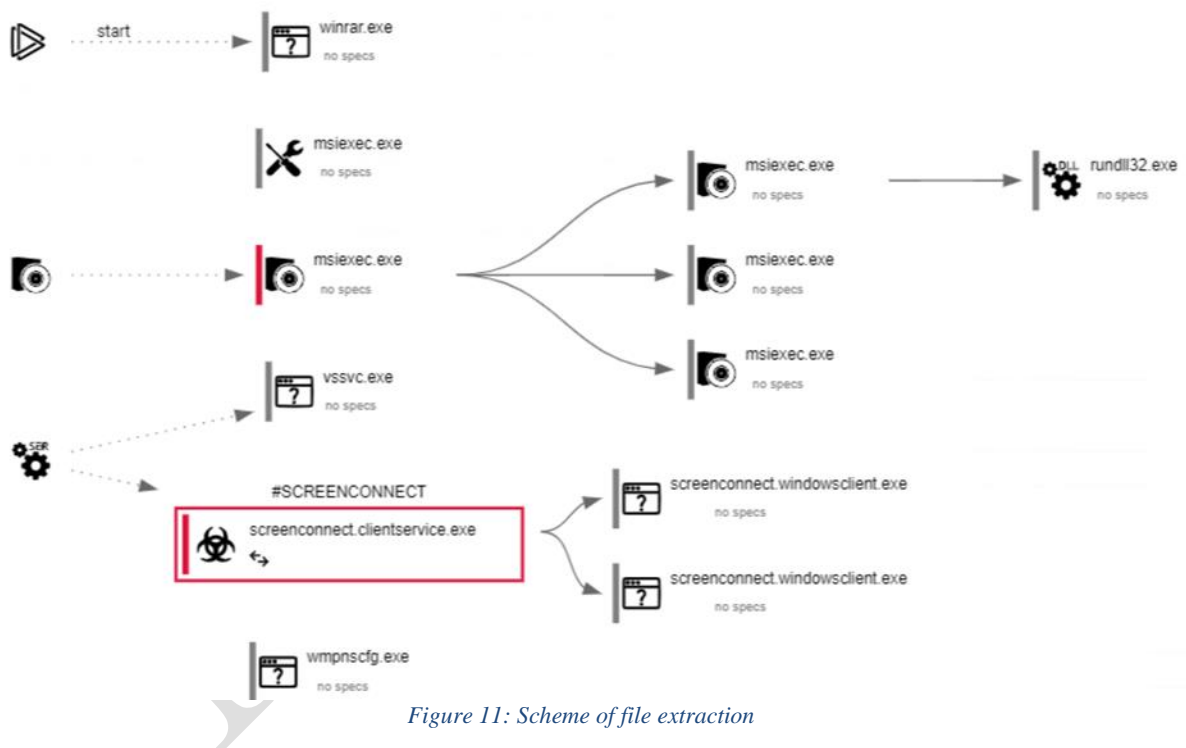 start
winrar.exe
no specs
msiexec.exe
no specs
msiexec.exe
no specs
DLL
rundll32.exe
no specs
msiexec.exe
no specs
msiexec.exe
no specs
vssvc.exe
no specs
msiexec.exe
no specs
#SCREENCONNECT
screenconnect.clientservice.exe
screenconnect.windowsclient.exe
no specs
screenconnect.windowsclient.exe
no specs
wmpnscfg.exe
no specs
Figure 11: Scheme of file extraction